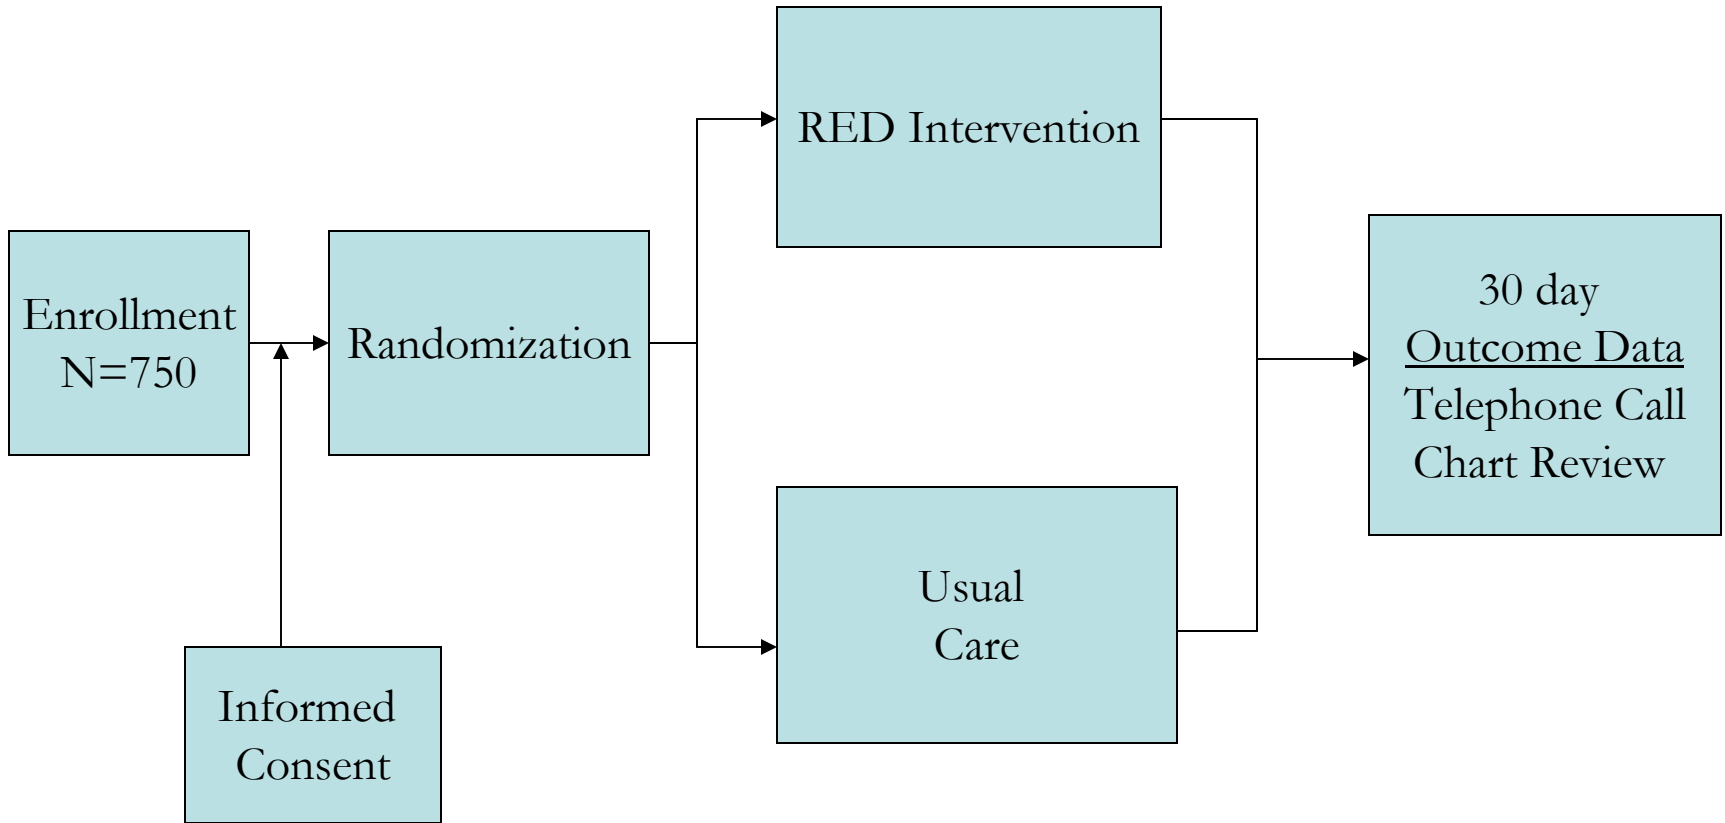 Enrollment
N=750
Informed
Consent
Randomization
RED Intervention
Usual
Care
30 day
Outcome Data
Telephone Call
Chart Review